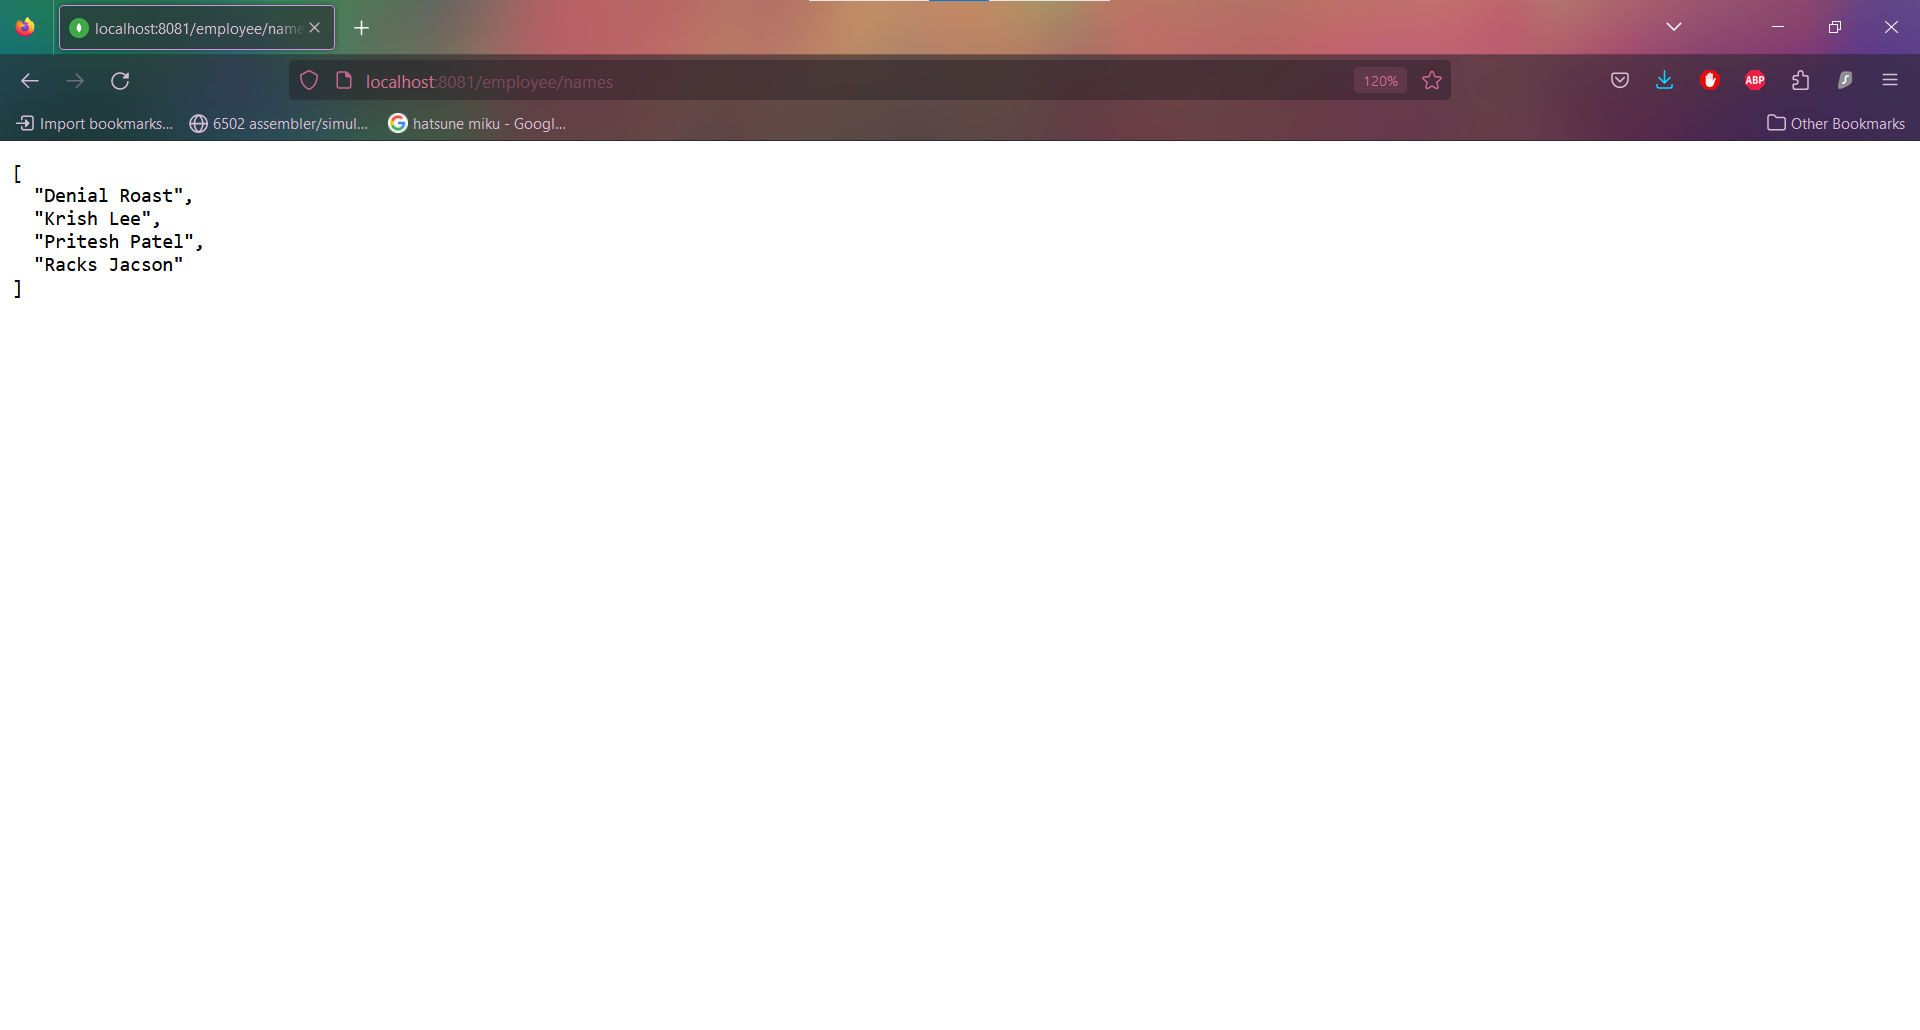 localhost:8081/employee/name
localhost:8081/employee/names
120%
ABP
Import bookmarks...
6502 assembler/simul...
hatsune miku - Googl...
Other Bookmarks
[
"Denial Roast",
"Krish Lee",
"Pritesh Patel",
"Racks Jacson"
]